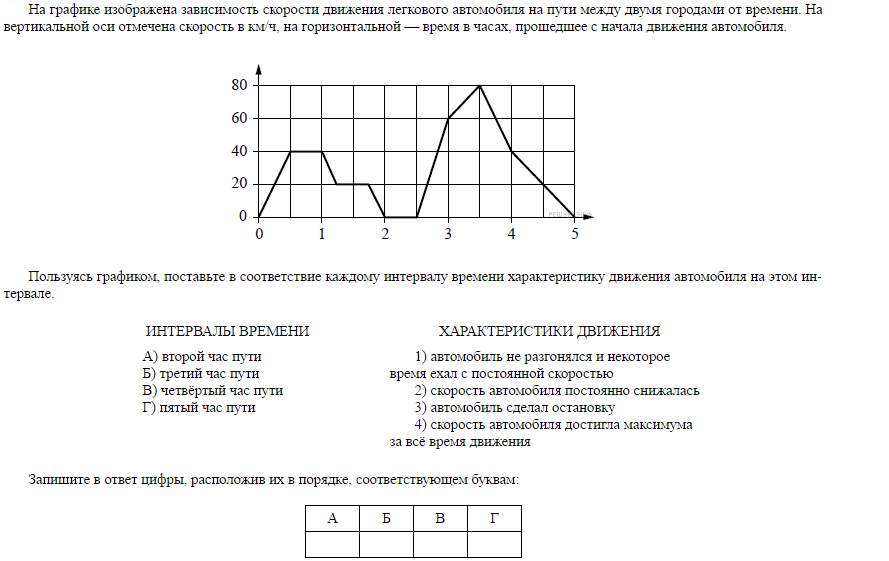 На графике изображена зависимость скорости движения легкового автомобиля на пути между двумя городами от времени. На
вертикальной оси отмечена скорость в км/ч, на горизонтальной — время в часах, прошедшее с начала движения автомобиля.
80
60
40
20
0
0 1 2 3 4 5
Пользуясь графиком, поставьте в соответствие каждому интервалу времени характеристику движения автомобиля на этом ин-
тервале.
ИНТЕРВАЛЫ ВРЕМЕНИ
А) второй час пути
Б) третий час пути
В) четвёртый час пути
Г) пятый час пути
ХАРАКТЕРИСТИКИ ДВИЖЕНИЯ
1) автомобиль не разгонялся и некоторое
время ехал с постоянной скоростью
2) скорость автомобиля постоянно снижалась
3) автомобиль сделал остановку
4) скорость автомобиля достигла максимума
за всё время движения
Запишите в ответ цифры, расположив их в порядке, соответствующем буквам:
А Б В Г